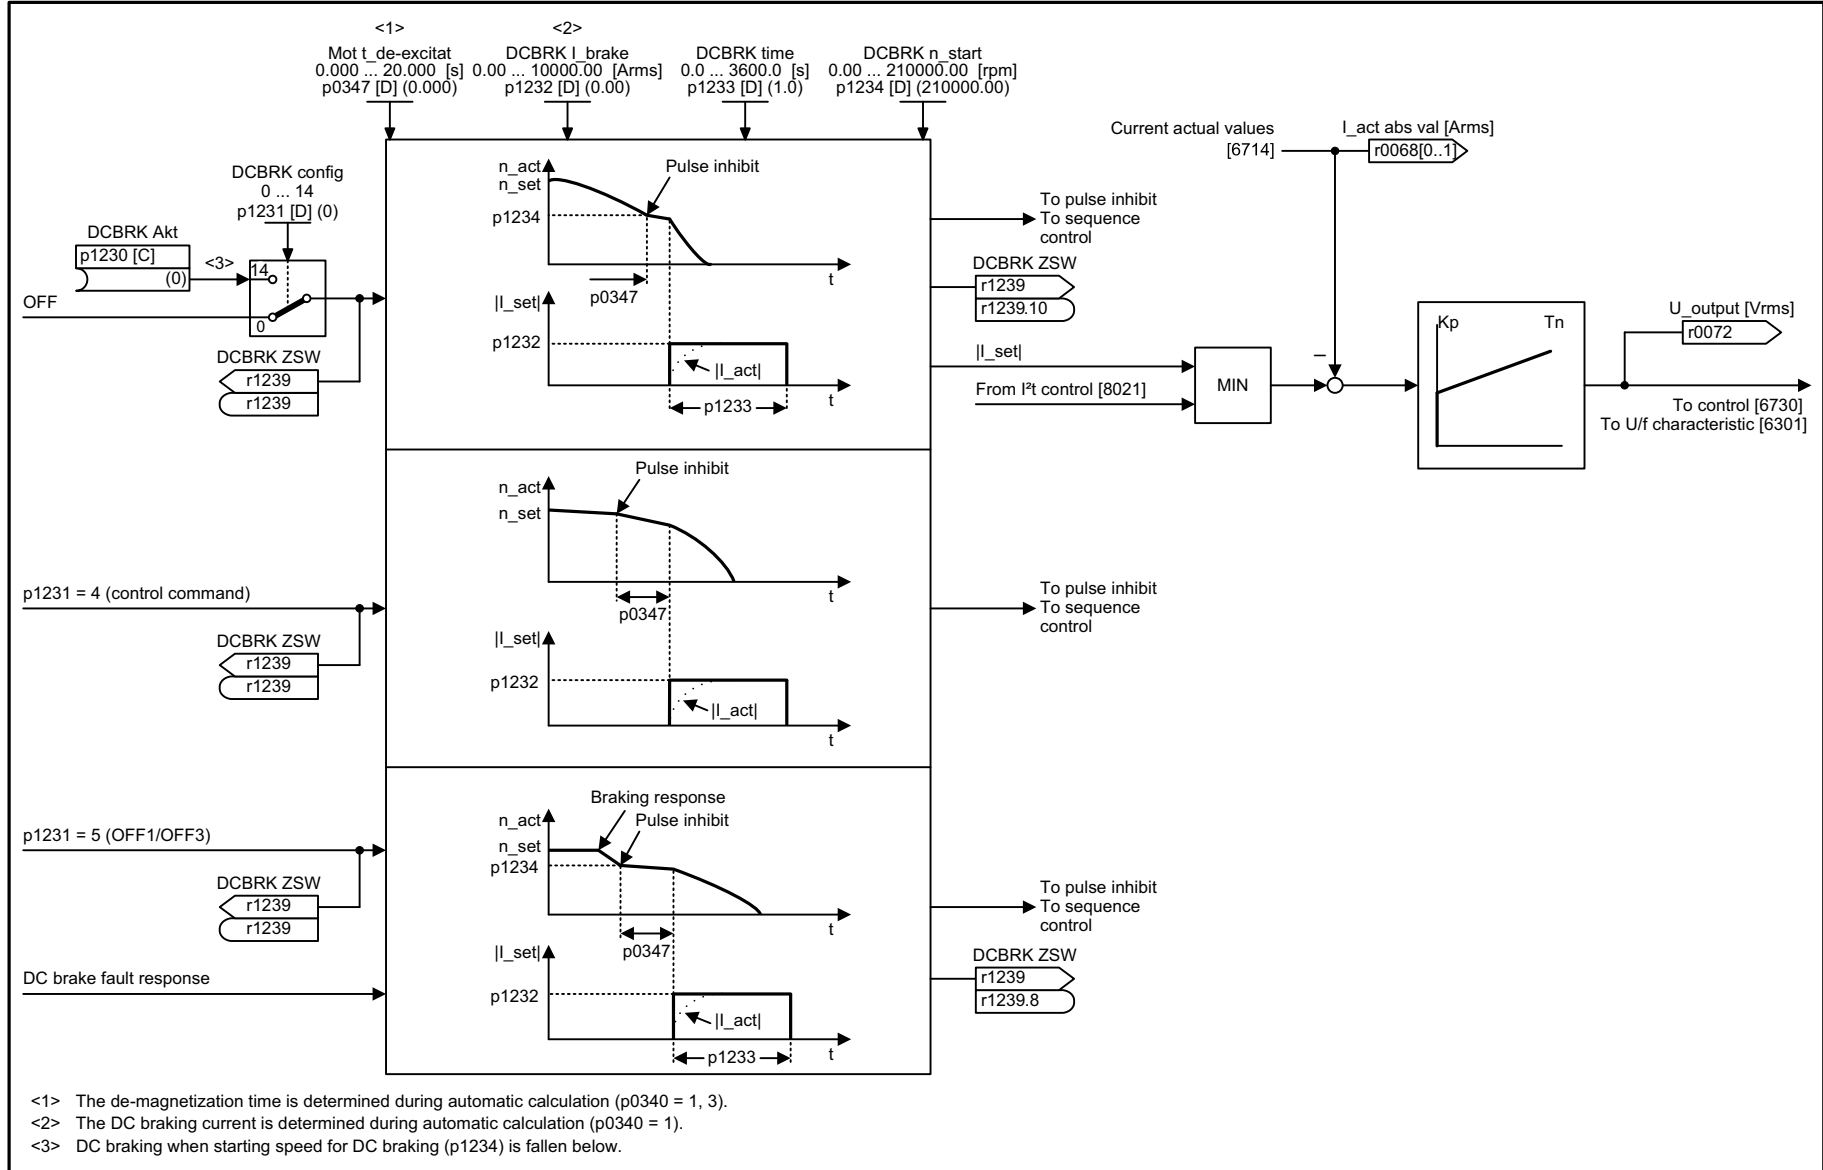 <1>
Mot t_de-excitat
0.000 ... 20.000 [s]
p0347 [D] (0.000)
<2>
DCBRK I_brake
0.00 ... 10000.00 [Arms]
p1232 [D] (0.00)
DCBRK time
0.0 ... 3600.0 [s]
p1233 [D] (1.0)
DCBRK n_start
0.00 ... 210000.00 [rpm]
p1234 [D] (210000.00)
DCBRK config
0 ... 14
p1231 [D] (0)
DCBRK Akt
p1230 [C]
(0)
<3>
14
0
OFF
DCBRK ZSW
r1239
r1239
n_act
n_set
p1234
Pulse inhibit
t
p0347
|I_set|
p1232
|I_act|
t
p1233
To pulse inhibit
To sequence
control
DCBRK ZSW
r1239
r1239.10
|I_set|
From I²t control [8021]
MIN
Current actual values
[6714]
I_act abs val [Arms]
r0068[0..1]
–
Kp
Tn
U_output [Vrms]
r0072
To control [6730]
To U/f characteristic [6301]
p1231 = 4 (control command)
DCBRK ZSW
r1239
r1239
n_act
n_set
Pulse inhibit
t
p0347
|I_set|
p1232
|I_act|
t
To pulse inhibit
To sequence
control
p1231 = 5 (OFF1/OFF3)
DCBRK ZSW
r1239
r1239
DC brake fault response
Braking response
Pulse inhibit
n_act
n_set
p1234
t
p0347
|I_set|
p1232
|I_act|
t
p1233
To pulse inhibit
To sequence
control
DCBRK ZSW
r1239
r1239.8
<1> The de-magnetization time is determined during automatic calculation (p0340 = 1, 3).
<2> The DC braking current is determined during automatic calculation (p0340 = 1).
<3> DC braking when starting speed for DC braking (p1234) is fallen below.